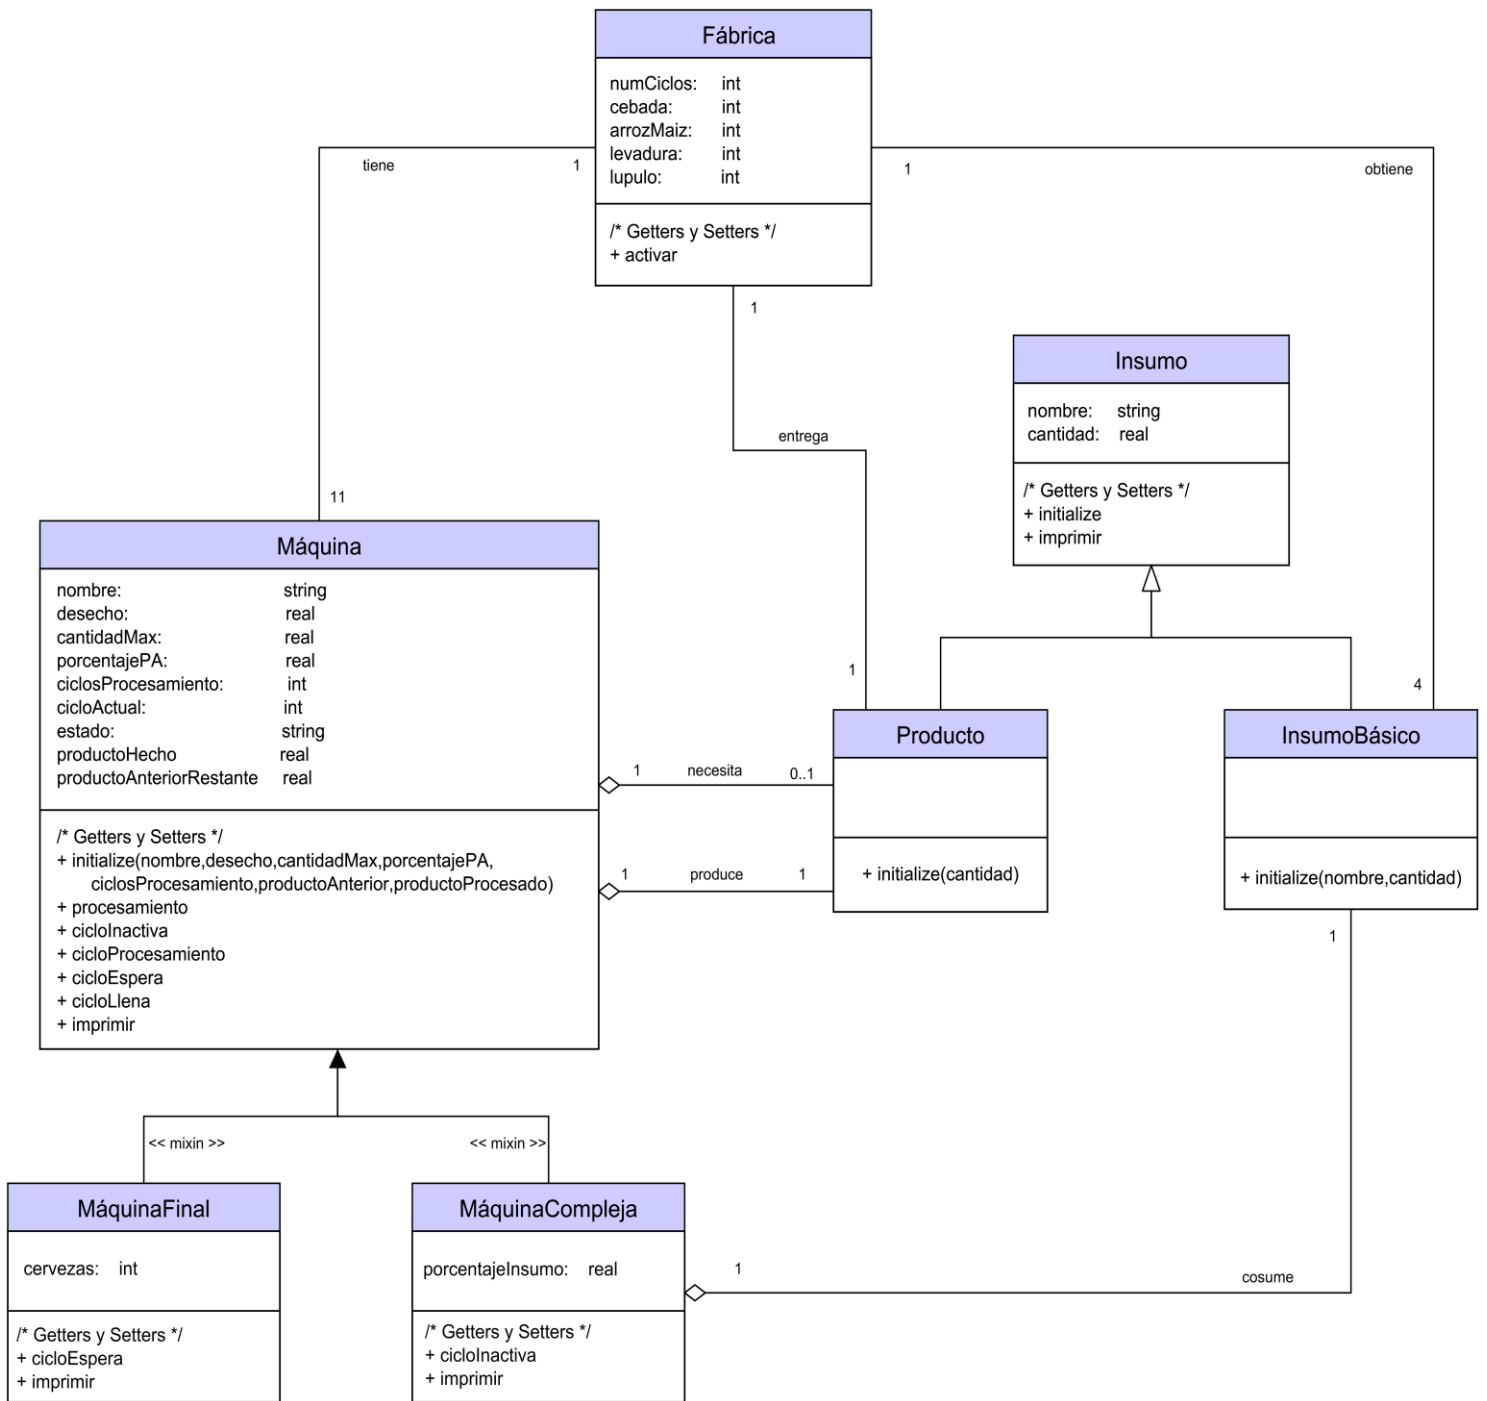 Fábrica
numCiclos: int
cebada: int
arrozMaiz: int
levadura: int
lupulo: int
/* Getters y Setters */
+ activar
tiene
1
11
1
obtiene
4
1
entrega
1
Insumo
nombre: string
cantidad: real
/* Getters y Setters */
+ initialize
+ imprimir
Máquina
nombre: string
desecho: real
cantidadMax: real
porcentajePA: real
ciclosProcesamiento: int
cicloActual: int
estado: string
productoHecho real
productoAnteriorRestante real
/* Getters y Setters */
+ initialize(nombre,desecho,cantidadMax,porcentajePA,
ciclosProcesamiento,productoAnterior,productoProcesado)
+ procesamiento
+ cicloInactiva
+ cicloProcesamiento
+ cicloEspera
+ cicloLlena
+ imprimir
1 necesita 0..1
1 produce 1
Producto
+ initialize(cantidad)
InsumoBásico
+ initialize(nombre,cantidad)
1
<< mixin >>
<< mixin >>
MáquinaFinal
cervezas: int
/* Getters y Setters */
+ cicloEspera
+ imprimir
MáquinaCompleja
porcentajeInsumo: real
/* Getters y Setters */
+ cicloInactiva
+ imprimir
1
cosume